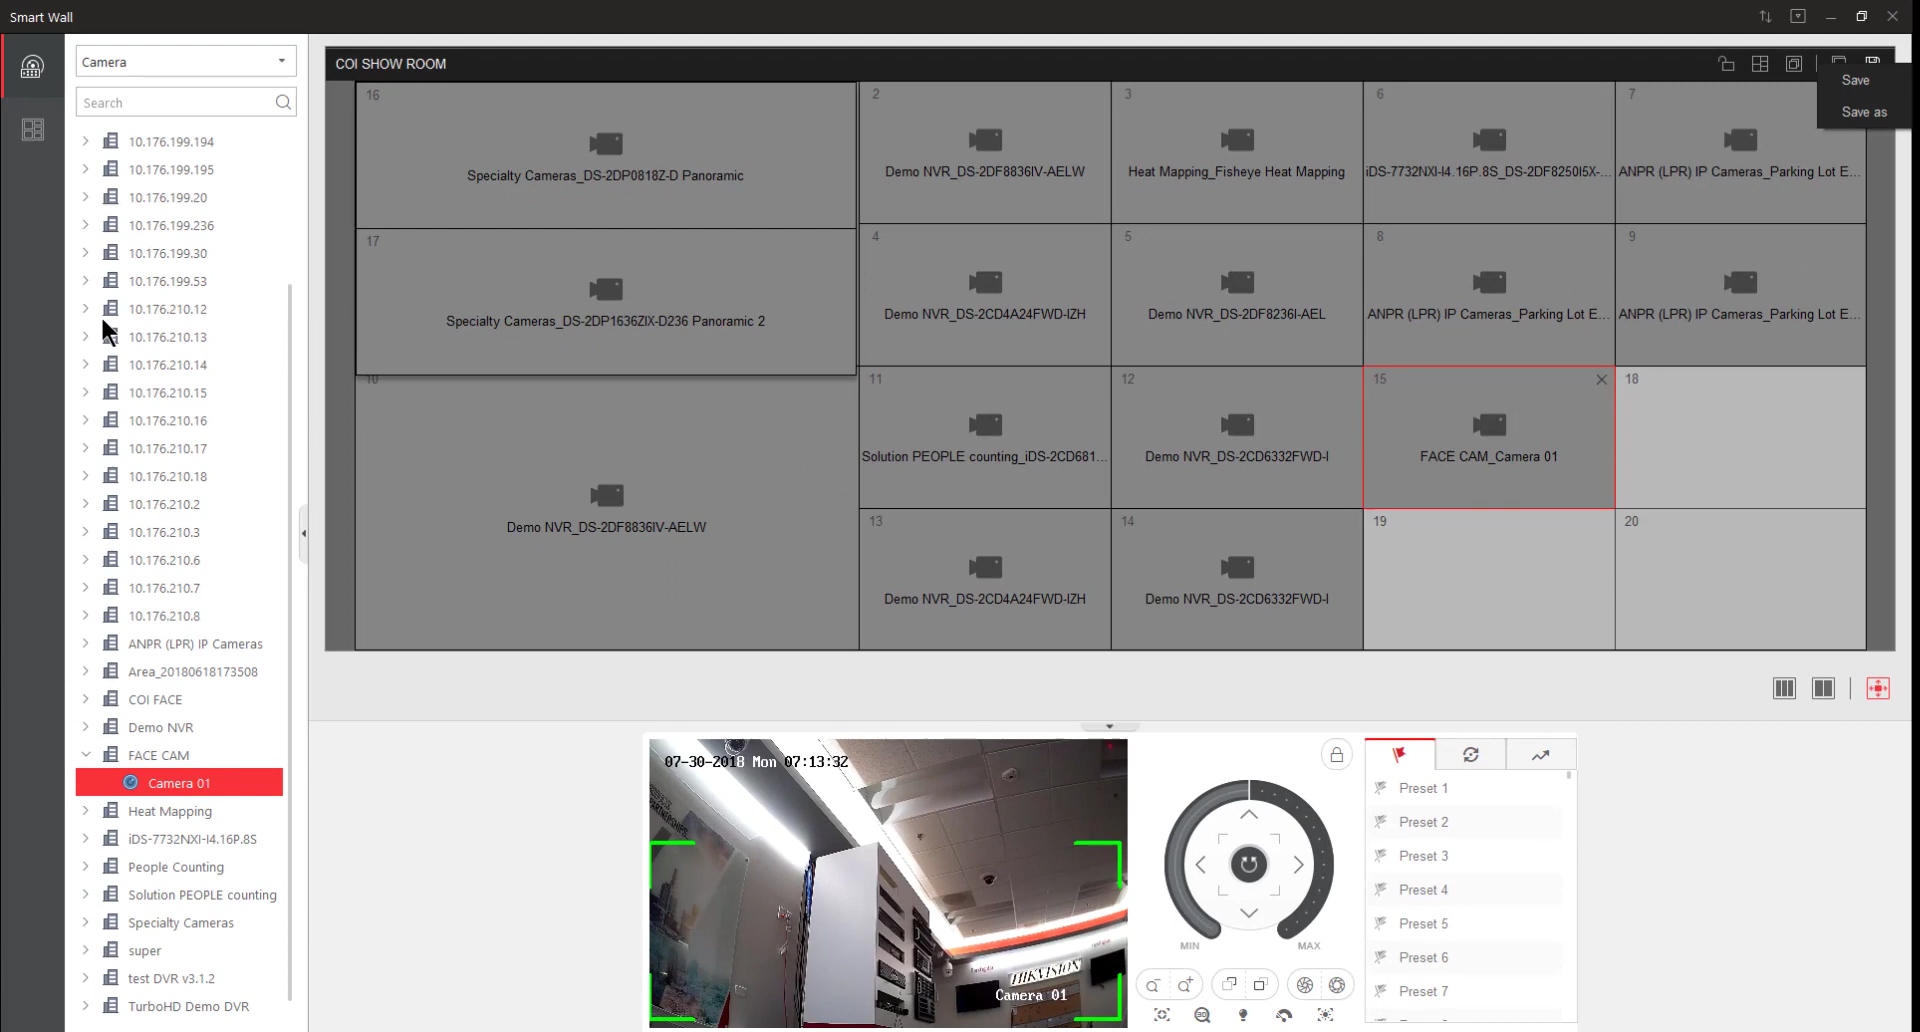 Smart Wall
Camera
Search
10.176.199.194
10.176.199.195
10.176.199.20
10.176.199.236
10.176.199.30
10.176.199.53
10.176.210.12
10.176.210.13
10.176.210.14
10.176.210.15
10.176.210.16
10.176.210.17
10.176.210.18
10.176.210.2
10.176.210.3
10.176.210.6
10.176.210.7
10.176.210.8
ANPR (LPR) IP Cameras
Area_20180618173508
COI FACE
Demo NVR
FACE CAM
Camera 01
Heat Mapping
iDS-7732NXI-I4.16P.8S
People Counting
Solution PEOPLE counting
Specialty Cameras
super
test DVR v3.1.2
TurboHD Demo DVR
COI SHOW ROOM
Save
Save as
16
Specialty Cameras_DS-2DP0818Z-D Panoramic
2
Demo NVR_DS-2DF8836IV-AELW
3
Heat Mapping_Fisheye Heat Mapping
6
iDS-7732NXI-I4.16P.8S_DS-2DF8250I5X-...
7
ANPR (LPR) IP Cameras_Parking Lot E...
17
Specialty Cameras_DS-2DP1636ZIX-D236 Panoramic 2
4
Demo NVR_DS-2CD4A24FWD-IZH
5
Demo NVR_DS-2DF8236I-AEL
8
ANPR (LPR) IP Cameras_Parking Lot E...
9
ANPR (LPR) IP Cameras_Parking Lot E...
10
Demo NVR_DS-2DF8836IV-AELW
11
Solution PEOPLE counting_iDS-2CD681...
12
Demo NVR_DS-2CD6332FWD-I
15
FACE CAM_Camera 01
18
13
Demo NVR_DS-2CD4A24FWD-IZH
14
Demo NVR_DS-2CD6332FWD-I
19
20
07-30-2018 Mon 07:13:32
HIKVISION
Camera 01
MIN
MAX
3D
Preset 1
Preset 2
Preset 3
Preset 4
Preset 5
Preset 6
Preset 7